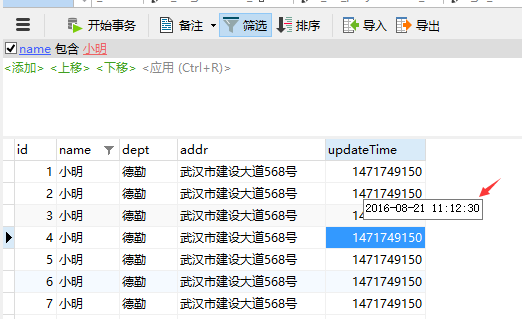 开始事务 备注 筛选 排序 导入 导出
name 包含 小明
<添加> <上移> <下移> <应用 (Ctrl+R)>
id name dept addr updateTime
1 小明 德勤 武汉市建设大道568号 1471749150
2 小明 德勤 武汉市建设大道568号 1471749150
2016-08-21 11:12:30
3 小明 德勤 武汉市建设大道568号 14
4 小明 德勤 武汉市建设大道568号 1471749150
5 小明 德勤 武汉市建设大道568号 1471749150
6 小明 德勤 武汉市建设大道568号 1471749150
7 小明 德勤 武汉市建设大道568号 1471749150